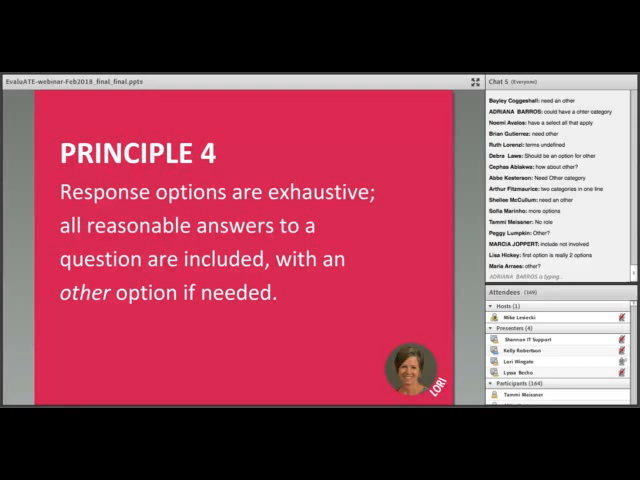 EvaluATE-webinar-Feb2018_final_final.pptx
PRINCIPLE 4
Response options are exhaustive;
all reasonable answers to a
question are included, with an
other option if needed.
LORI
Chat 5 (Everyone)
Bayley Coggeshall: need an other
ADRIANA BARROS: could have a ohter category
Noemi Avalos: have a select all that apply
Brian Gutierrez: need other
Ruth Lorenz: terms undefined
Debra Laws: Should be an option for other
Cephas Ablakwa: how about other?
Abbe Kesterson: Need Other category
Arthur Fitzmaurice: two categories in one line
Shellee McCullum: need an other
Sofia Marinho: more options
Tammi Meissner: No role
Peggy Lumpkin: Other?
MARCIA JOPPERT: include not involved
Lisa Hickey: first option is really 2 options
Maria Arraes: other?
ADRIANA BARROS is typing...
Attendees (169)
Hosts (1)
Mike Lesiecki
Presenters (4)
Shannon IT Support
Kelly Robertson
Lori Wingate
Lyssa Becho
Participants (164)
Tammi Meissner